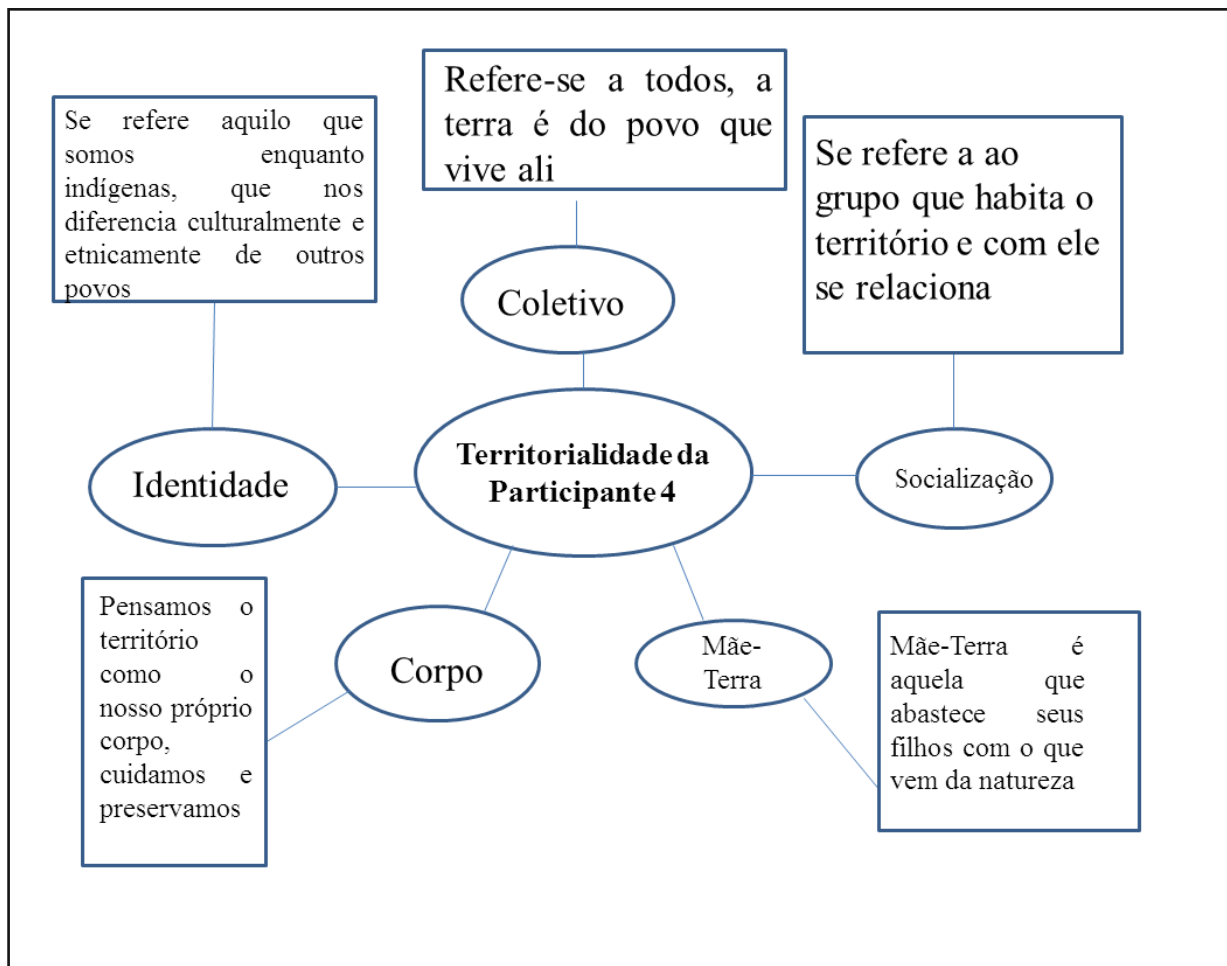 Refere-se a todos, a
terra é do povo que
vive ali
Se refere aquilo que
somos enquanto
indígenas, que nos
diferencia culturalmente e
etnicamente de outros
povos
Se refere a ao
grupo que habita o
território e com ele
se relaciona
Coletivo
Territorialidade da
Participante 4
Identidade
Socialização
Corpo
Mãe-
Terra
Pensamos o
território
como o
nosso próprio
corpo,
cuidamos e
preservamos
Mãe-Terra é
aquela que
abastece seus
filhos com o que
vem da natureza